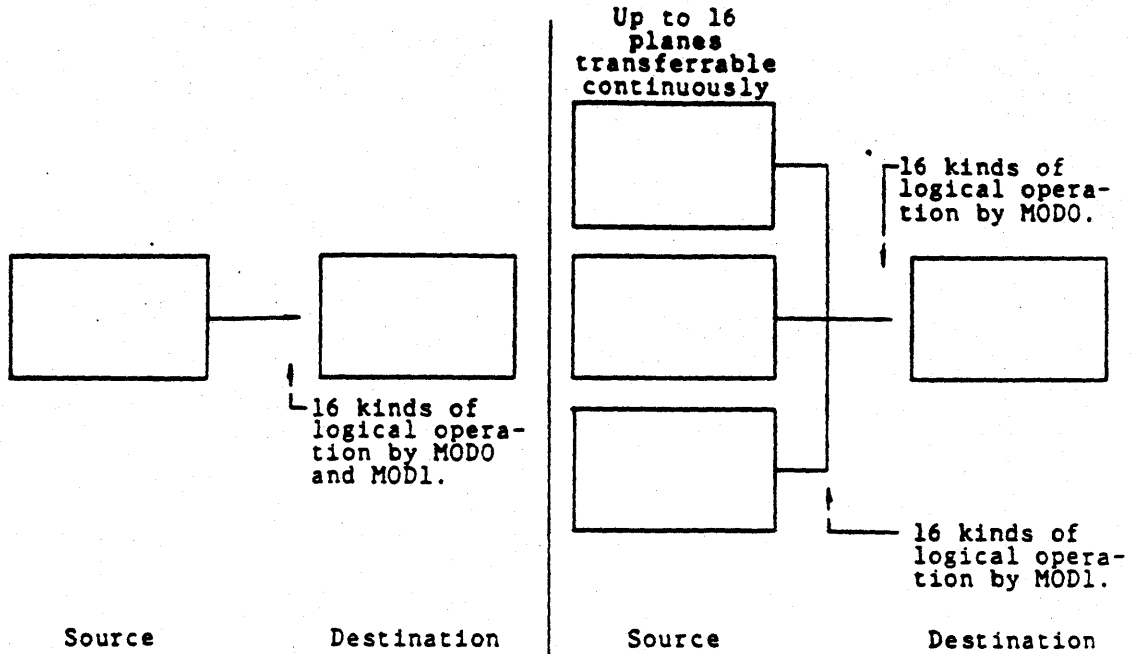 Up to 16
planes
transferrable
continuously
16 kinds of
logical opera-
tion by MOD0.
16 kinds of
logical opera-
tion by MOD0
and MOD1.
16 kinds of
logical opera-
tion by MOD1.
Source
Destination
Source
Destination